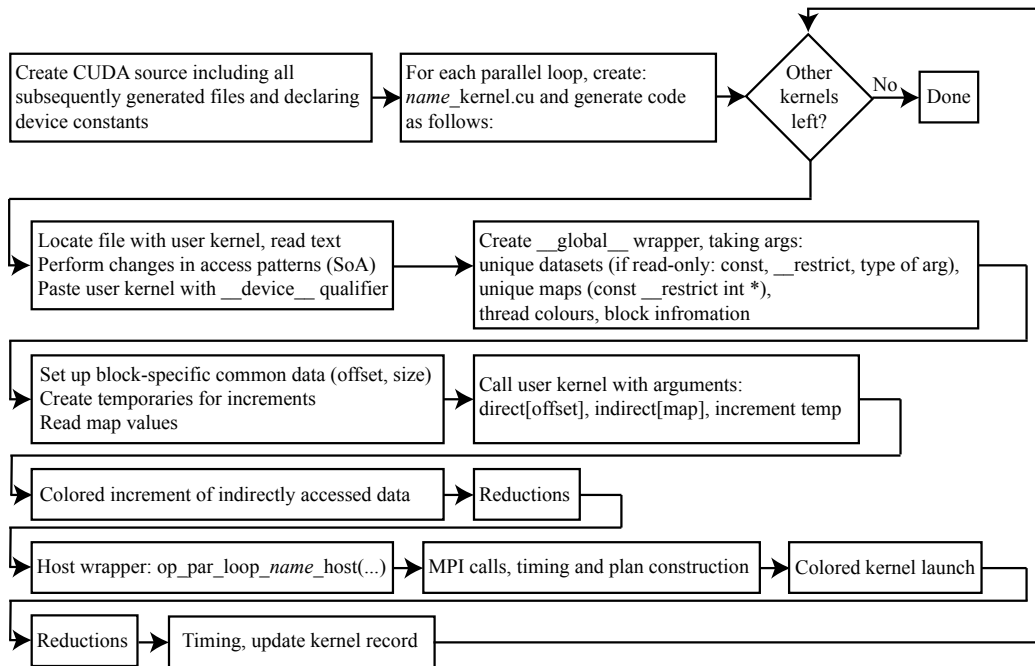 Create CUDA source including all
subsequently generated files and declaring
device constants
For each parallel loop, create:
name_kernel.cu and generate code
as follows:
Other
kernels
left?
No
Done
Locate file with user kernel, read text
Perform changes in access patterns (SoA)
Paste user kernel with __device__ qualifier
Create __global__ wrapper, taking args:
unique datasets (if read-only: const, __restrict, type of arg),
unique maps (const __restrict int *),
thread colours, block infromation
Set up block-specific common data (offset, size)
Create temporaries for increments
Read map values
Call user kernel with arguments:
direct[offset], indirect[map], increment temp
Colored increment of indirectly accessed data
Reductions
Host wrapper: op_par_loop_name_host(...)
MPI calls, timing and plan construction
Colored kernel launch
Reductions
Timing, update kernel record